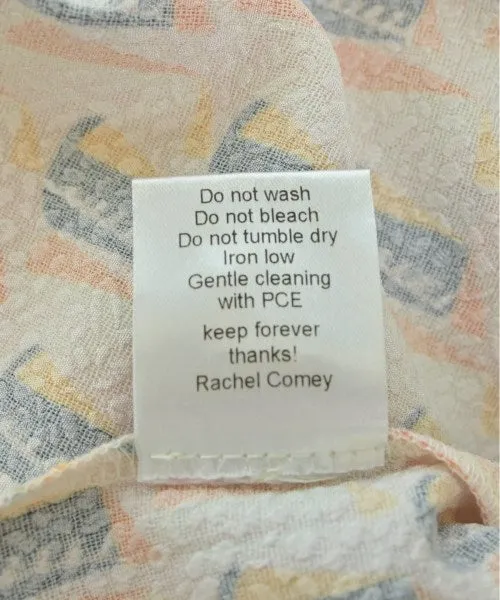 Do not wash
Do not bleach
Do not tumble dry
Iron low
Gentle cleaning
with PCE
keep forever
thanks!
Rachel Comey